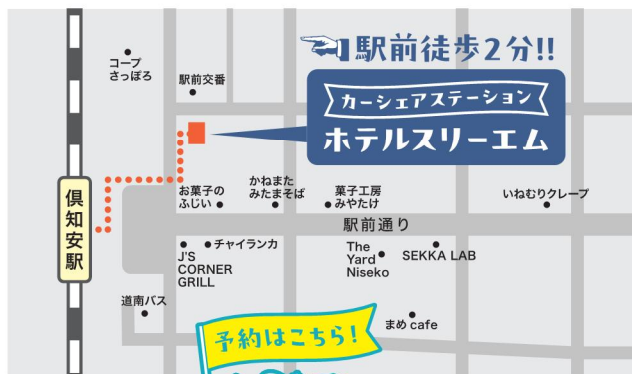 駅前徒歩2分!!
コープ
さっぽろ
駅前交番
カーシェアステーション
ホテルスリーエム
倶知安駅
お菓子の
ふじい
かねまた
みたまそば
菓子工房
みやたけ
いねむりクレープ
駅前通り
J'S
CORNER
GRILL
チャイランカ
The
Yard
Niseko
SEKKA LAB
道南バス
まめ cafe
予約はこちら!